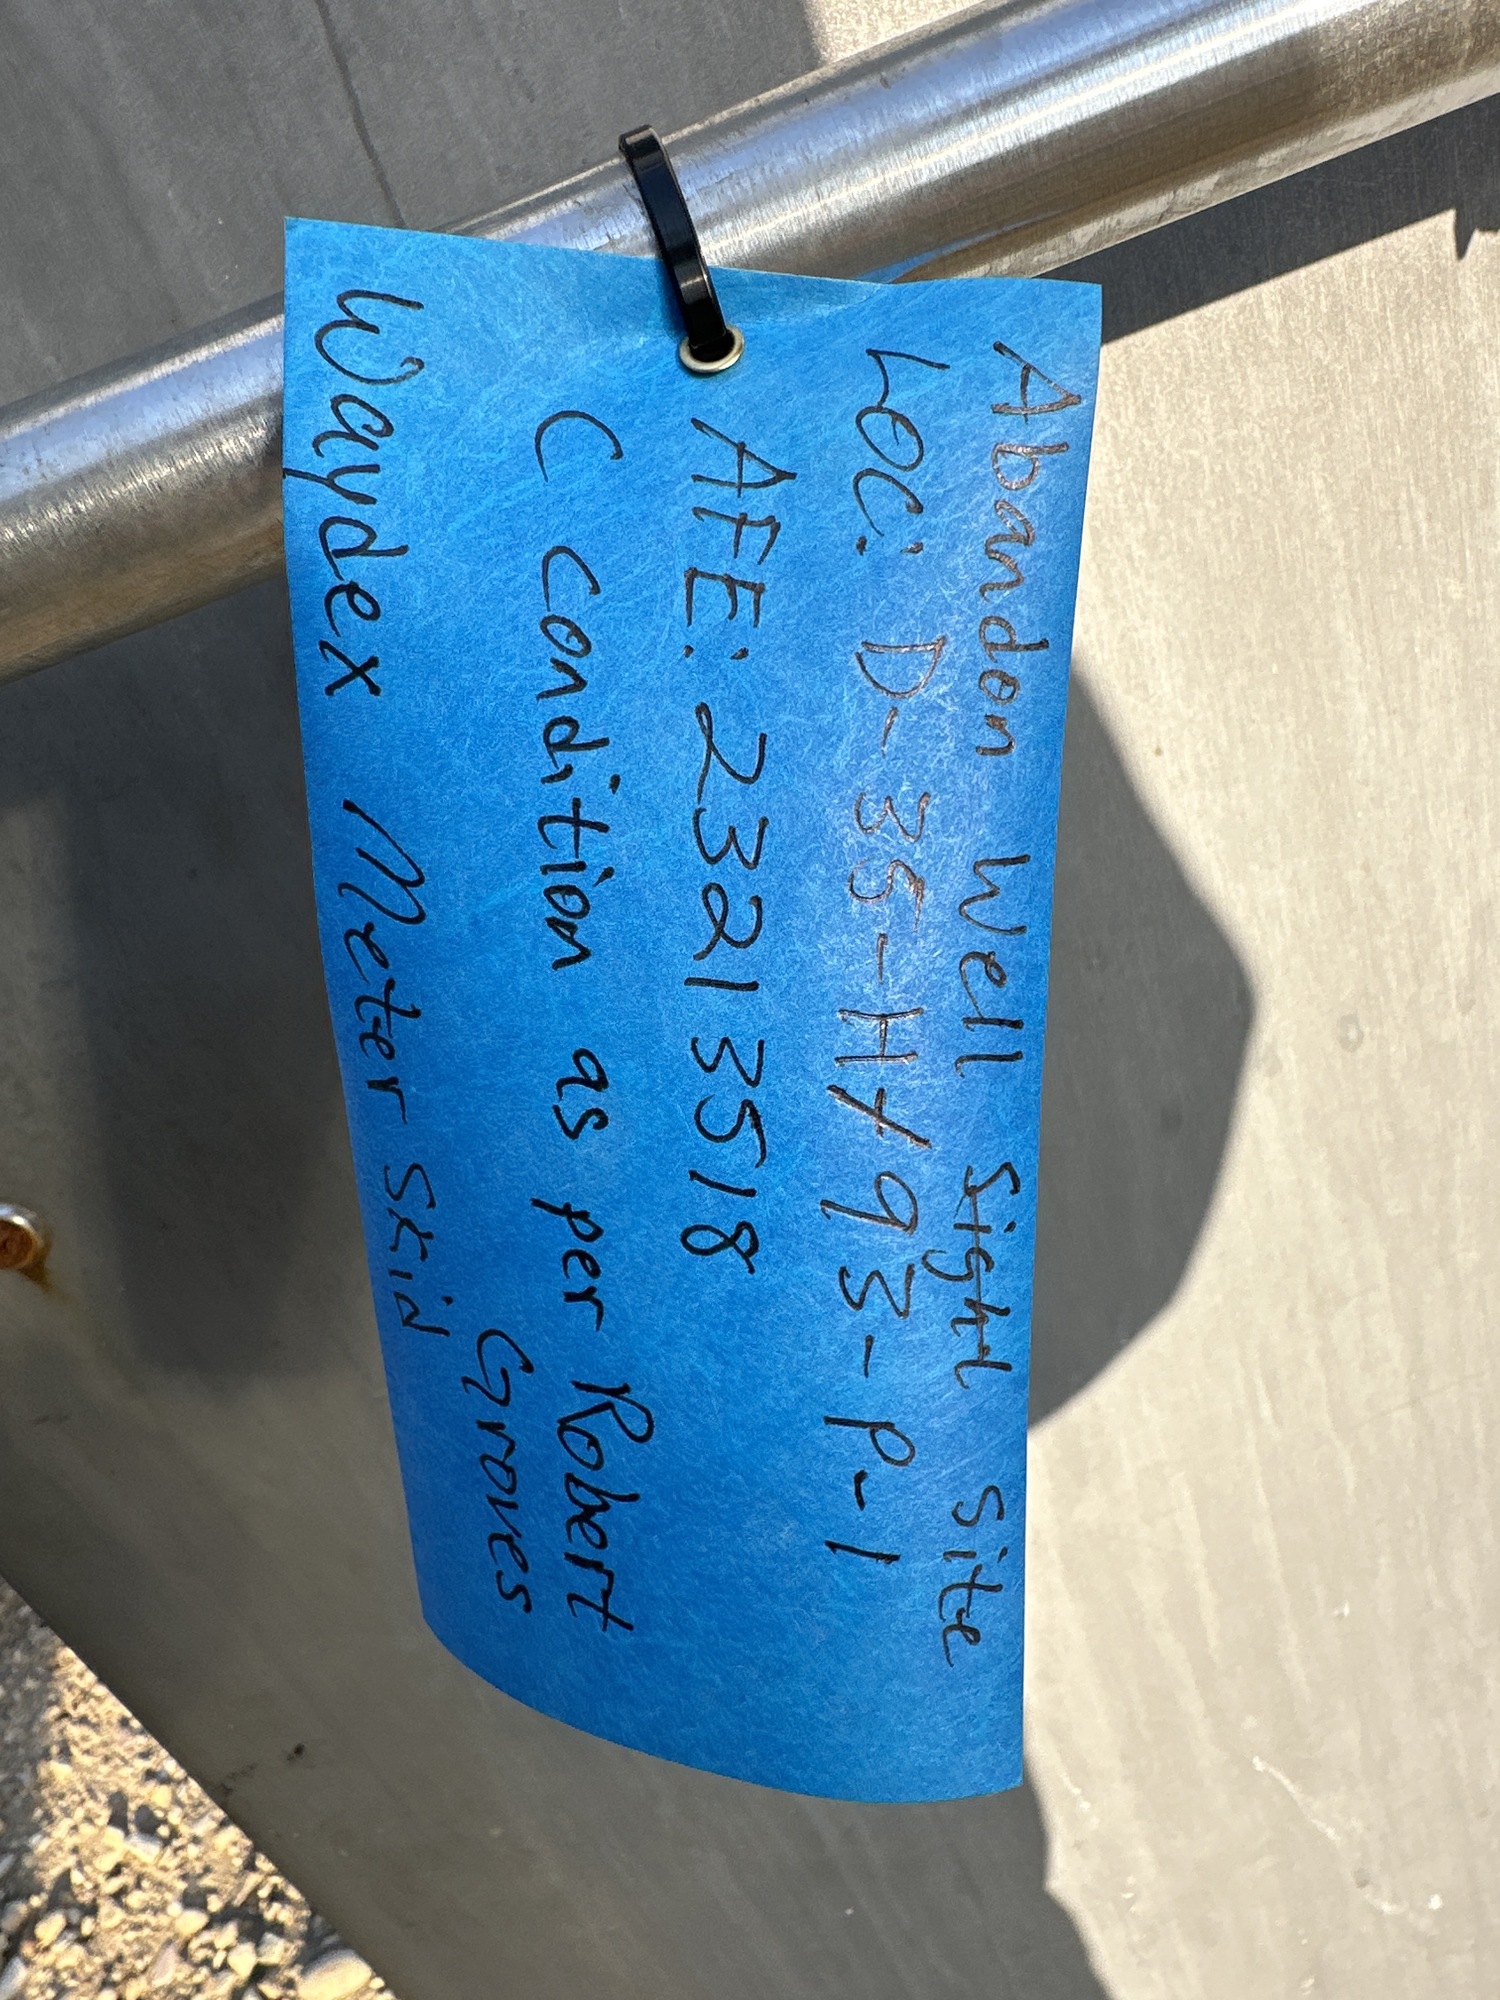 Abandon Well Sight Site
LOC: D-35-H/93-P-1
AFE: 23213518
C condition as per Robert
Groves
Waydex Meter Skid